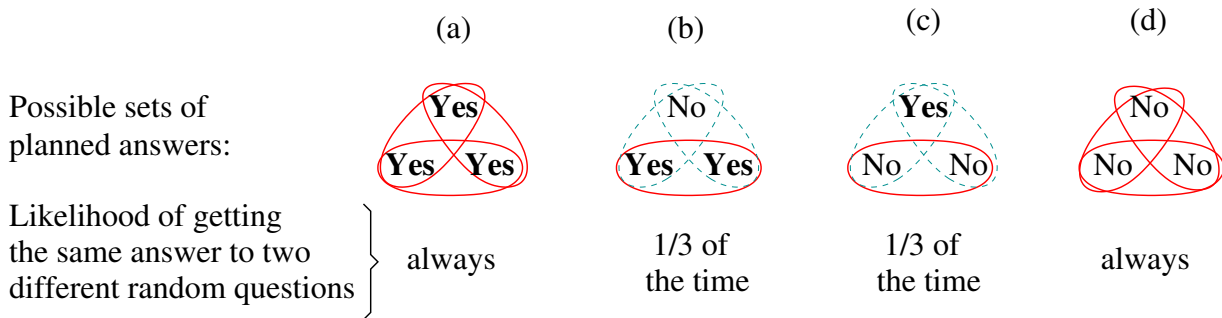 (a) (b) (c) (d)
Possible sets of
planned answers:
Yes No Yes No
Yes Yes Yes Yes No No No No
Likelihood of getting
the same answer to two
different random questions
always
1/3 of
the time
1/3 of
the time
always